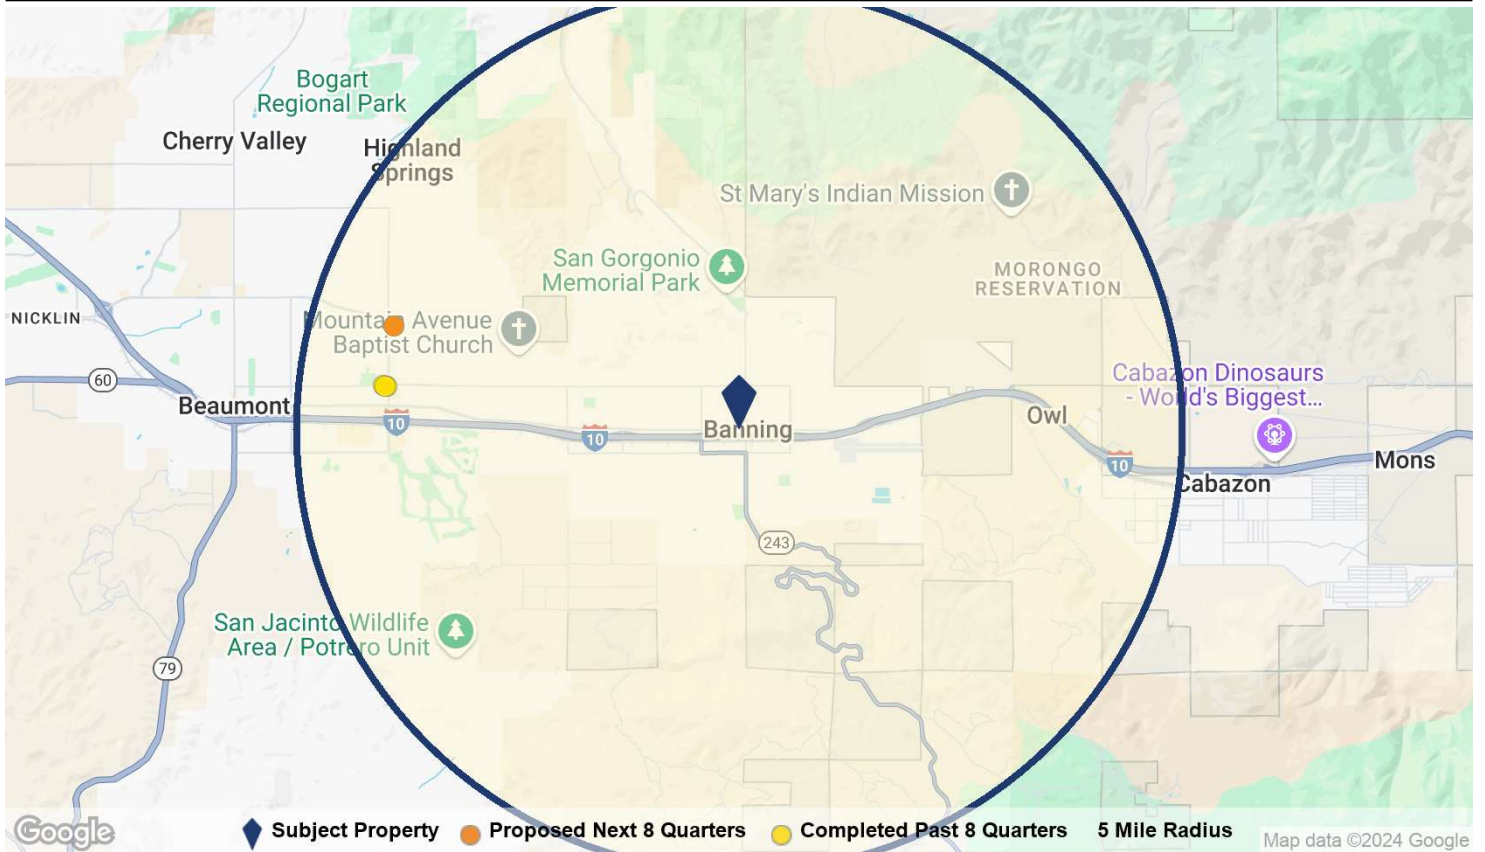 Bogart
Regional Park
Cherry Valley
Highland
Springs
St Mary's Indian Mission
San Gorgonio
Memorial Park
MORONGO
RESERVATION
NICKLIN
Mountain Avenue
Baptist Church
60
Cabazon Dinosaurs
- World's Biggest...
Beaumont
10
Owl
Banning
10
10
Mons
Cabazon
243
San Jacinto Wildlife
Area / Potrero Unit
79
Google
Subject Property
Proposed Next 8 Quarters
Completed Past 8 Quarters
5 Mile Radius
Map data ©2024 Google